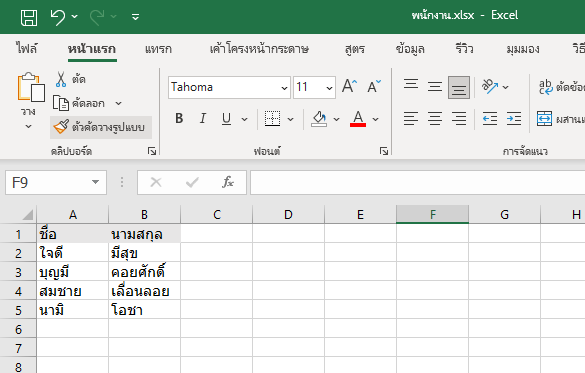 พนักงาน.xlsx - Excel
ไฟล์ หน้าแรก แทรก เค้าโครงหน้ากระดาษ สูตร ข้อมูล รีวิว มุมมอง วิธี
วาง
ตัด
คัดลอก
ตัวคัดวางรูปแบบ
Tahoma 11 A A
B I U A
ab ตัดข้อ
ผสานแ
คลิปบอร์ด ฟอนต์ การจัดแนว
F9 fx
A B C D E F G H
1 ชื่อ นามสกุล
2 ใจดี มีสุข
3 บุญมี คอยศักดิ์
4 สมชาย เลื่อนลอย
5 นามิ โอชา
6
7
8